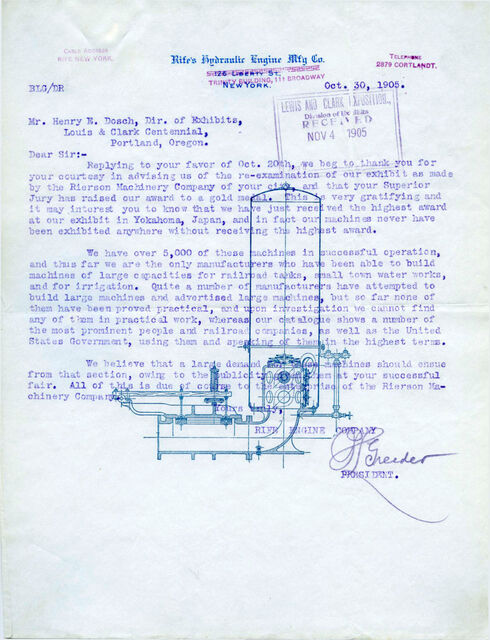 CABLE ADDRESS
RIFE NEW YORK.
Rife's Hydraulic Engine Mfg Co.
126 LIBERTY ST.
TRINITY BUILDING, 111 BROADWAY
NEW YORK.
TELEPHONE
2879 CORTLANDT.
BLG/DR
Oct. 30, 1905.
LEWIS AND CLARK EXPOSITION,
Division of Exhibits
RECEIVED
NOV 4 1905
Mr. Henry E. Dosch, Dir. of Exhibits,
Louis & Clark Centennial,
Portland, Oregon.
Dear Sir:-
Replying to your favor of Oct. 20th, we beg to thank you for
your courtesy in advising us of the re-examination of our exhibit as made
by the Rierson Machinery Company of your city, and that your Superior
Jury has raised our award to a gold medal. This is very gratifying and
it may interest you to know that we have just received the highest award
at our exhibit in Yokahoma, Japan, and in fact our machines never have
been exhibited anywhere without receiving the highest award.
We have over 5,000 of these machines in successful operation,
and thus far we are the only manufacturers who have been able to build
machines of large capacities for railroad tanks, small town water works,
and for irrigation. Quite a number of manufacturers have attempted to
build large machines and advertised large machines, but so far none of
them have been proved practical, and upon investigation we cannot find
any of them in practical work, whereas our catalogue shows a number of
the most prominent people and railroad companies, as well as the United
States Government, using them and speaking of them in the highest terms.
We believe that a large demand for these machines should ensue
from that section, owing to the publicity given them at your successful
fair. All of this is due of course to the enterprise of the Rierson Ma-
chinery Company.
Yours truly,
RIFE ENGINE COMPANY
PRESIDENT.